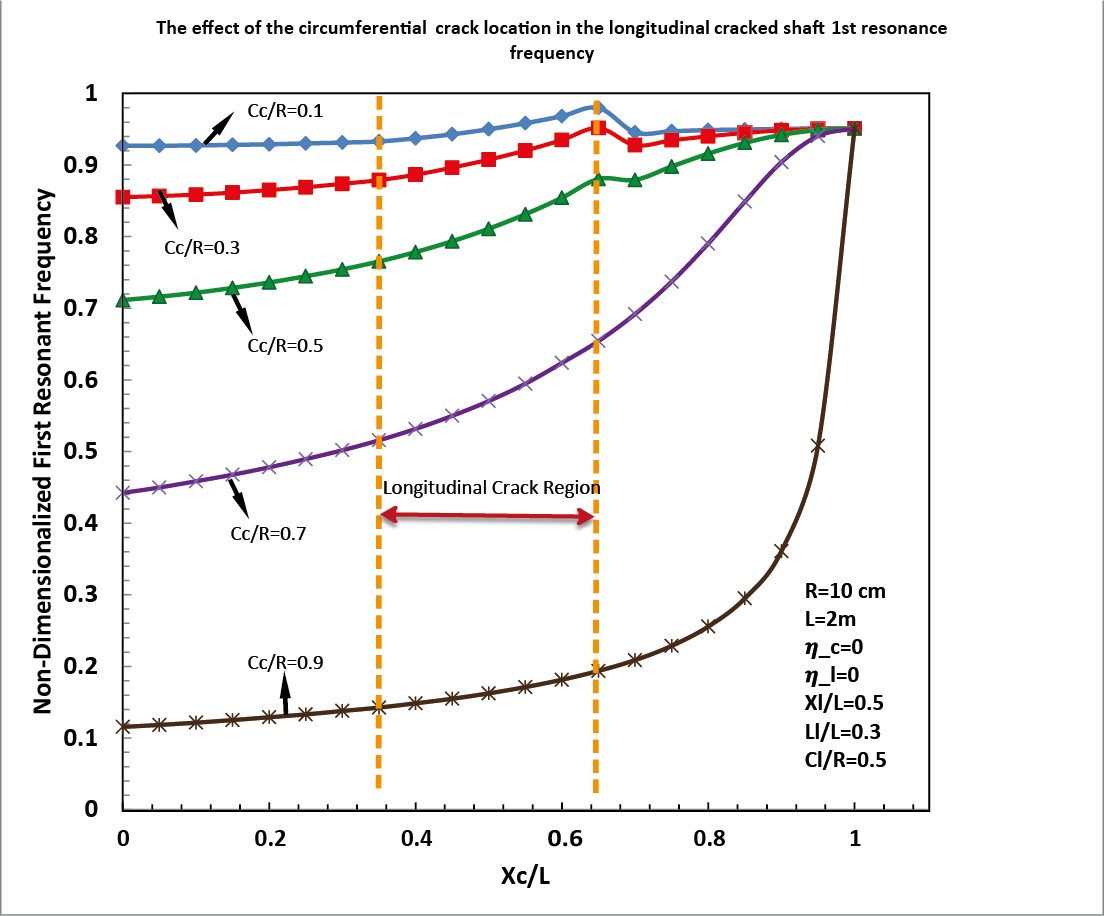 The effect of the circumferential crack location in the longitudinal cracked shaft 1st resonance
frequency
Non-Dimensionalized First Resonant Frequency
1
0.9
0.8
0.7
0.6
0.5
0.4
0.3
0.2
0.1
0
Cc/R=0.1
Cc/R=0.3
Cc/R=0.5
Cc/R=0.7
Cc/R=0.9
Longitudinal Crack Region
R=10 cm
L=2m
η_c=0
η_l=0
Xl/L=0.5
Ll/L=0.3
Cl/R=0.5
0 0.2 0.4 0.6 0.8 1
Xc/L